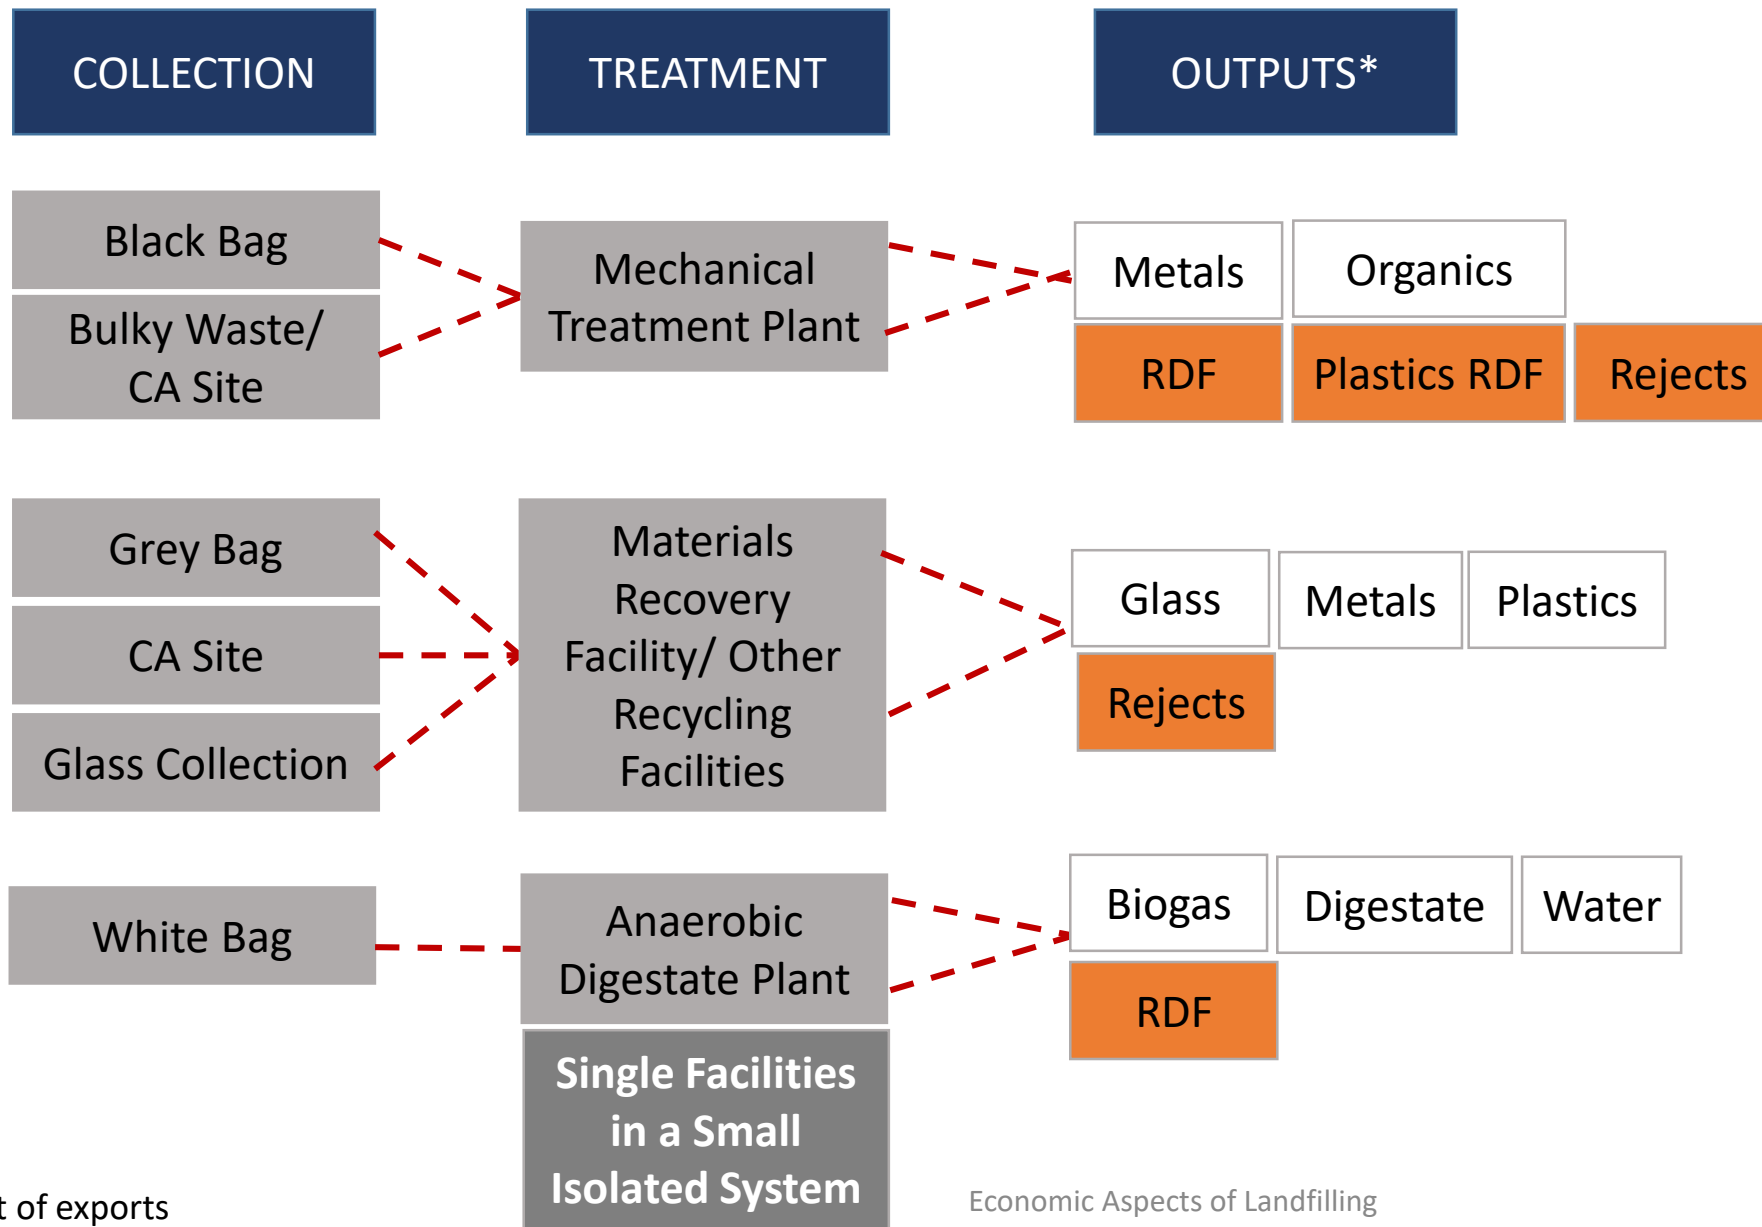 COLLECTION
TREATMENT
OUTPUTS*
Black Bag
Bulky Waste/
CA Site
Mechanical
Treatment Plant
Metals
Organics
RDF
Plastics RDF
Rejects
Grey Bag
CA Site
Glass Collection
Materials
Recovery
Facility/ Other
Recycling
Facilities
Glass
Metals
Plastics
Rejects
White Bag
Anaerobic
Digestate Plant
Biogas
Digestate
Water
RDF
Single Facilities
in a Small
Isolated System
of exports
Economic Aspects of Landfilling